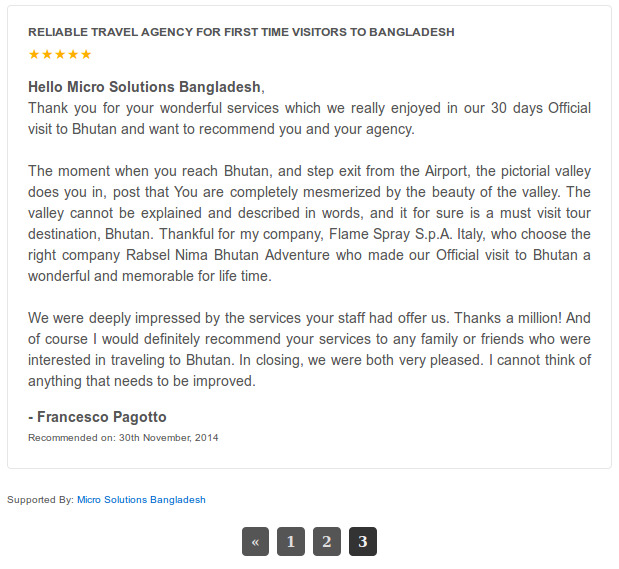 RELIABLE TRAVEL AGENCY FOR FIRST TIME VISITORS TO BANGLADESH
★★★★★
Hello Micro Solutions Bangladesh,
Thank you for your wonderful services which we really enjoyed in our 30 days Official
visit to Bhutan and want to recommend you and your agency.
The moment when you reach Bhutan, and step exit from the Airport, the pictorial valley
does you in, post that You are completely mesmerized by the beauty of the valley. The
valley cannot be explained and described in words, and it for sure is a must visit tour
destination, Bhutan. Thankful for my company, Flame Spray S.p.A. Italy, who choose the
right company Rabsel Nima Bhutan Adventure who made our Official visit to Bhutan a
wonderful and memorable for life time.
We were deeply impressed by the services your staff had offer us. Thanks a million! And
of course I would definitely recommend your services to any family or friends who were
interested in traveling to Bhutan. In closing, we were both very pleased. I cannot think of
anything that needs to be improved.
- Francesco Pagotto
Recommended on: 30th November, 2014
Supported By: Micro Solutions Bangladesh
« 1 2 3